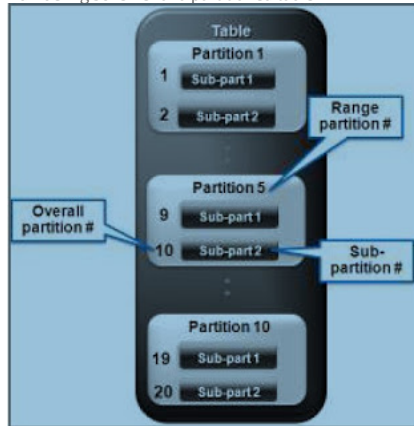 Table
Partition 1
1 Sub-part 1
2 Sub-part 2
Range partition #
Partition 5
9 Sub-part 1
Overall partition #
10 Sub-part 2
Sub-partition #
Partition 10
19 Sub-part 1
20 Sub-part 2